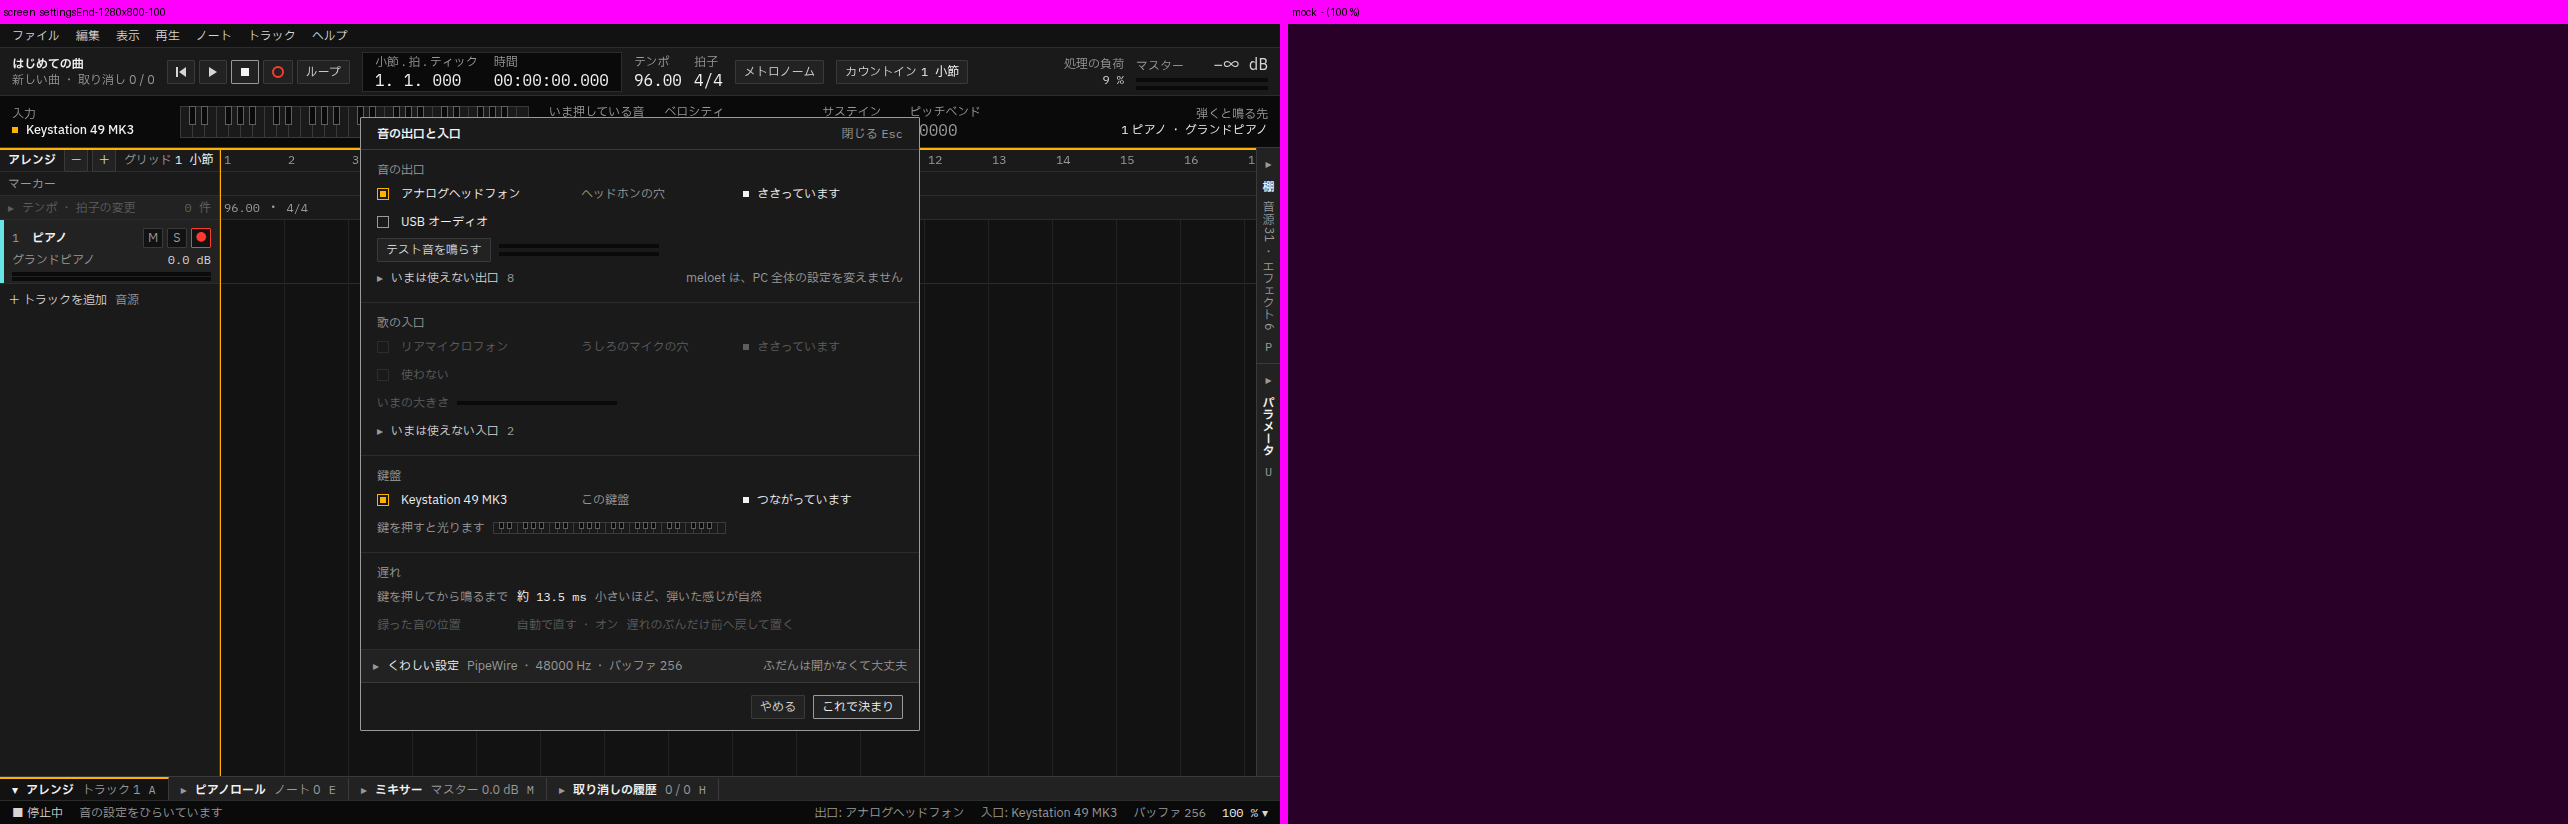 screen settingsEnd-1280x800-100
mock - (100%)
ファイル 編集 表示 再生 ノート トラック ヘルプ
はじめての曲
新しい曲 · 取り消し 0 / 0
ループ
小節 . 拍 . ティック 時間
1. 1. 000 00:00:00.000
テンポ 拍子
96.00 4/4
メトロノーム
カウントイン 1 小節
処理の負荷
9 %
マスター −∞ dB
入力
Keystation 49 MK3
いま押している音 ベロシティ サステイン ピッチベンド
0000
弾くと鳴る先
1 ピアノ · グランドピアノ
アレンジ − + グリッド 1 小節
1 2 3 12 13 14 15 16 1
マーカー
▸ テンポ · 拍子の変更 0 件
96.00 · 4/4
1 ピアノ M S
グランドピアノ 0.0 dB
+ トラックを追加 音源
音の出口と入口 閉じる Esc
音の出口
アナログヘッドフォン ヘッドホンの穴 ささっています
USB オーディオ
テスト音を鳴らす
▸ いまは使えない出口 8 meloet は、PC 全体の設定を変えません
歌の入口
リアマイクロフォン うしろのマイクの穴 ささっています
使わない
いまの大きさ
▸ いまは使えない入口 2
鍵盤
Keystation 49 MK3 この鍵盤 つながっています
鍵を押すと光ります
遅れ
鍵を押してから鳴るまで 約 13.5 ms 小さいほど、弾いた感じが自然
録った音の位置 自動で直す · オン 遅れのぶんだけ前へ戻して置く
▸ くわしい設定 PipeWire · 48000 Hz · バッファ 256 ふだんは開かなくて大丈夫
やめる これで決まり
▸ 棚 音源 31 · エフェクト 6 P
▸ パラメータ U
▾ アレンジ トラック 1 A ▸ ピアノロール ノート 0 E ▸ ミキサー マスター 0.0 dB M ▸ 取り消しの履歴 0 / 0 H
■ 停止中 音の設定をひらいています 出口: アナログヘッドフォン 入口: Keystation 49 MK3 バッファ 256 100 % ▾